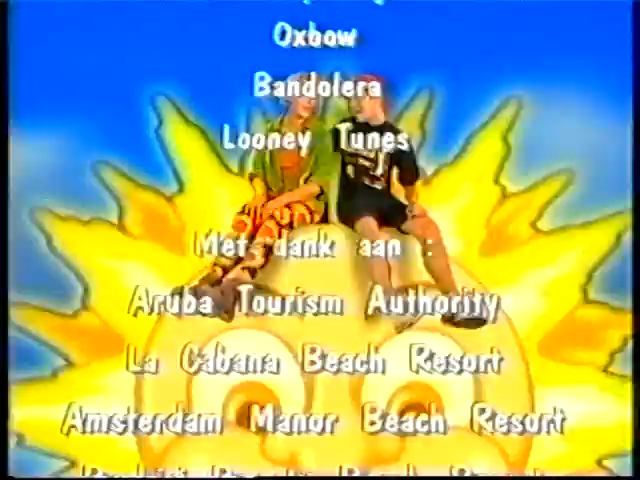 Oxbow
Bandolera
Looney Tunes
Met dank aan :
Aruba Tourism Authority
La Cabana Beach Resort
Amsterdam Manor Beach Resort